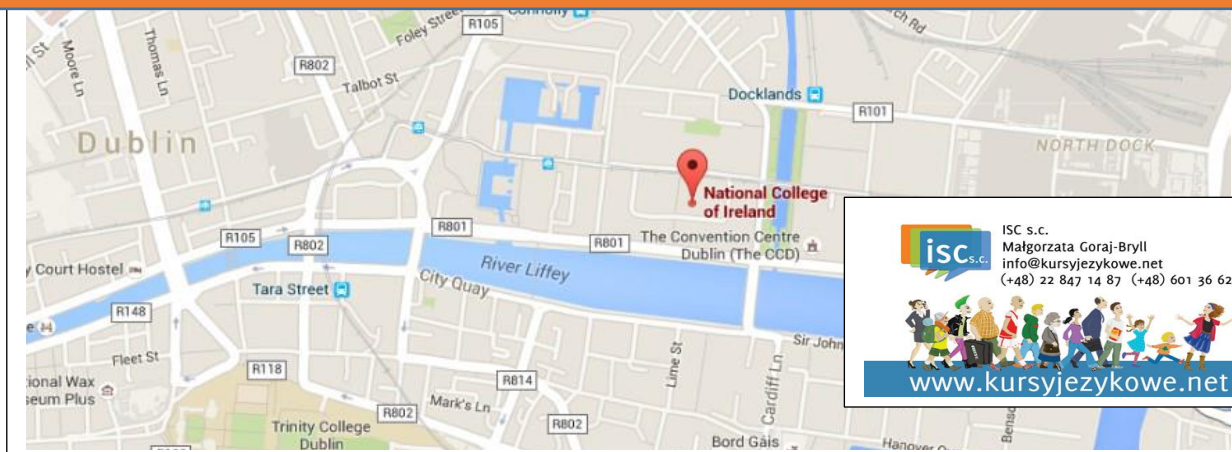 Connolly
R105
Foley Street
Moore Ln
Thomas Ln
R802
Talbot St
Docklands
R101
Dublin
NORTH DOCK
National College
of Ireland
R801
R801
The Convention Centre
Dublin (The CCD)
R105
R802
Court Hostel
River Liffey
City Quay
Tara Street
R148
Fleet St
R118
R814
R802
Mark's Ln
R802
Trinity College
Dublin
Lime St
Cardiff Ln
Sir John
Bord Gáis
Hanover
isc s.c.
ISC s.c.
Małgorzata Goraj-Bryll
info@kursyjezykowe.net
(+48) 22 847 14 87 (+48) 601 36 62
www.kursyjezykowe.net